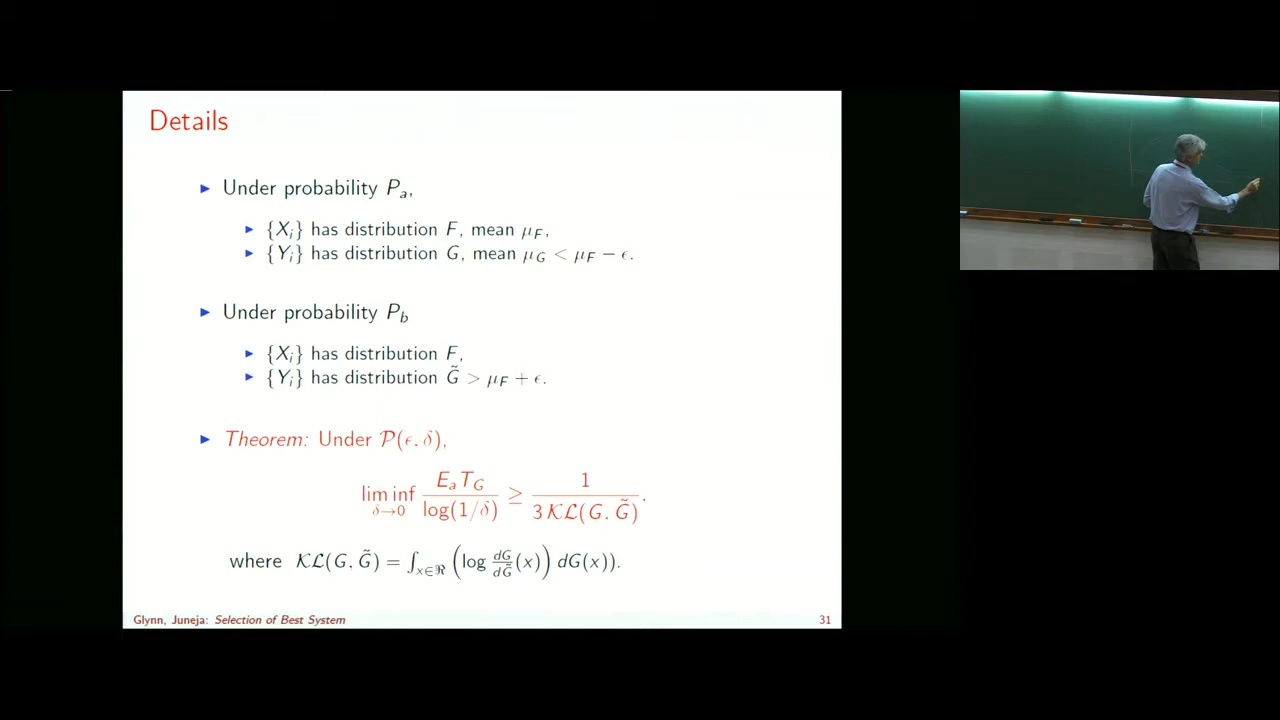 Details
▶ Under probability P_a,
▶ {X_i} has distribution F, mean μ_F,
▶ {Y_i} has distribution G, mean μ_G < μ_F − ϵ.
▶ Under probability P_b
▶ {X_i} has distribution F,
▶ {Y_i} has distribution G̃ > μ_F + ϵ.
▶ Theorem: Under 𝒫(ϵ, δ),
lim inf_{δ→0} E_a T_G / log(1/δ) ≥ 1 / 3 𝒦ℒ(G, G̃).
where 𝒦ℒ(G, G̃) = ∫_{x∈ℜ} (log dG/dG̃ (x)) dG(x)).
Glynn, Juneja: Selection of Best System
31